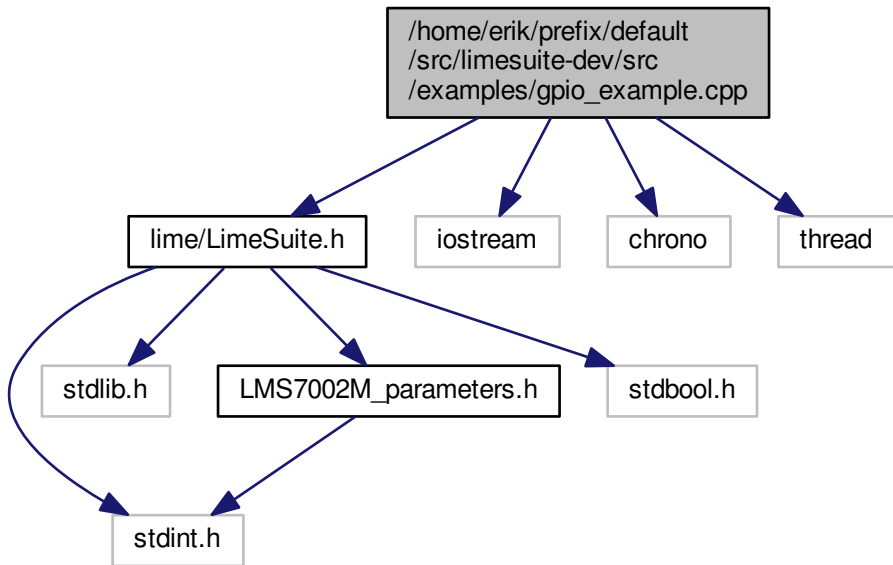 /home/erik/prefix/default
/src/limesuite-dev/src
/examples/gpio_example.cpp
lime/LimeSuite.h
iostream
chrono
thread
stdlib.h
LMS7002M_parameters.h
stdbool.h
stdint.h